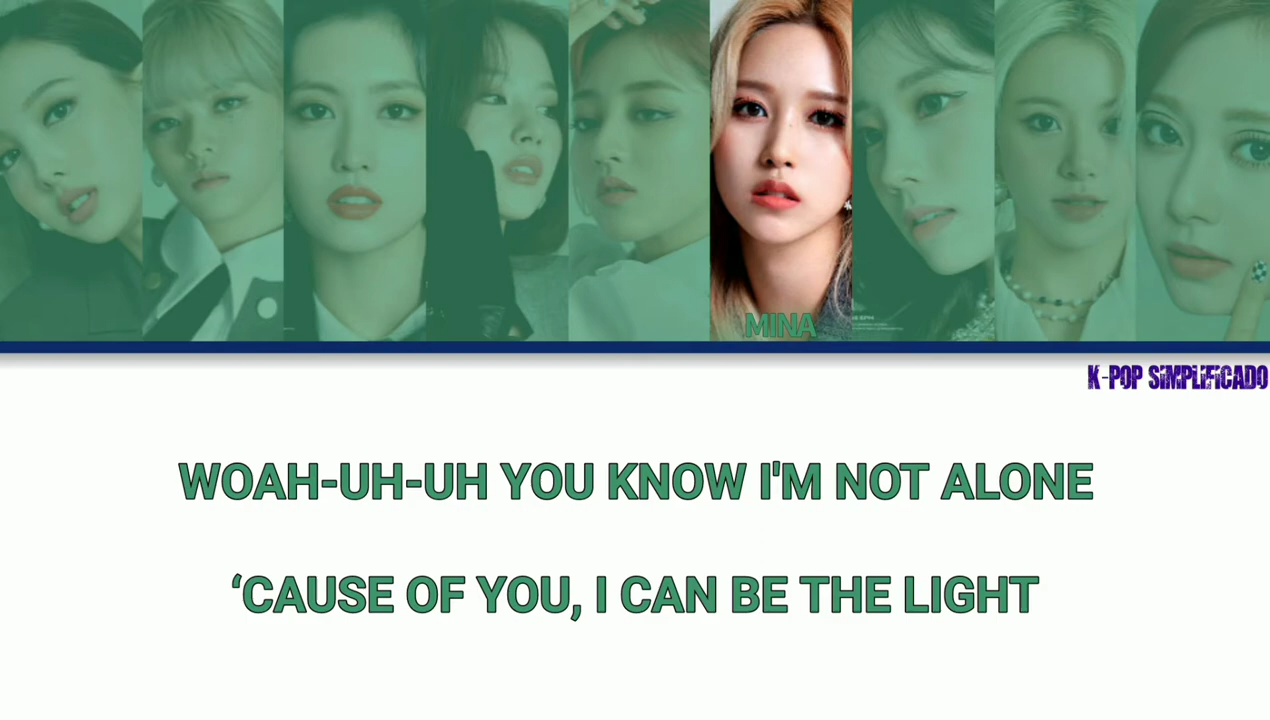 MINA
K-POP SIMPLIFICADO
WOAH-UH-UH YOU KNOW I'M NOT ALONE
‘CAUSE OF YOU, I CAN BE THE LIGHT